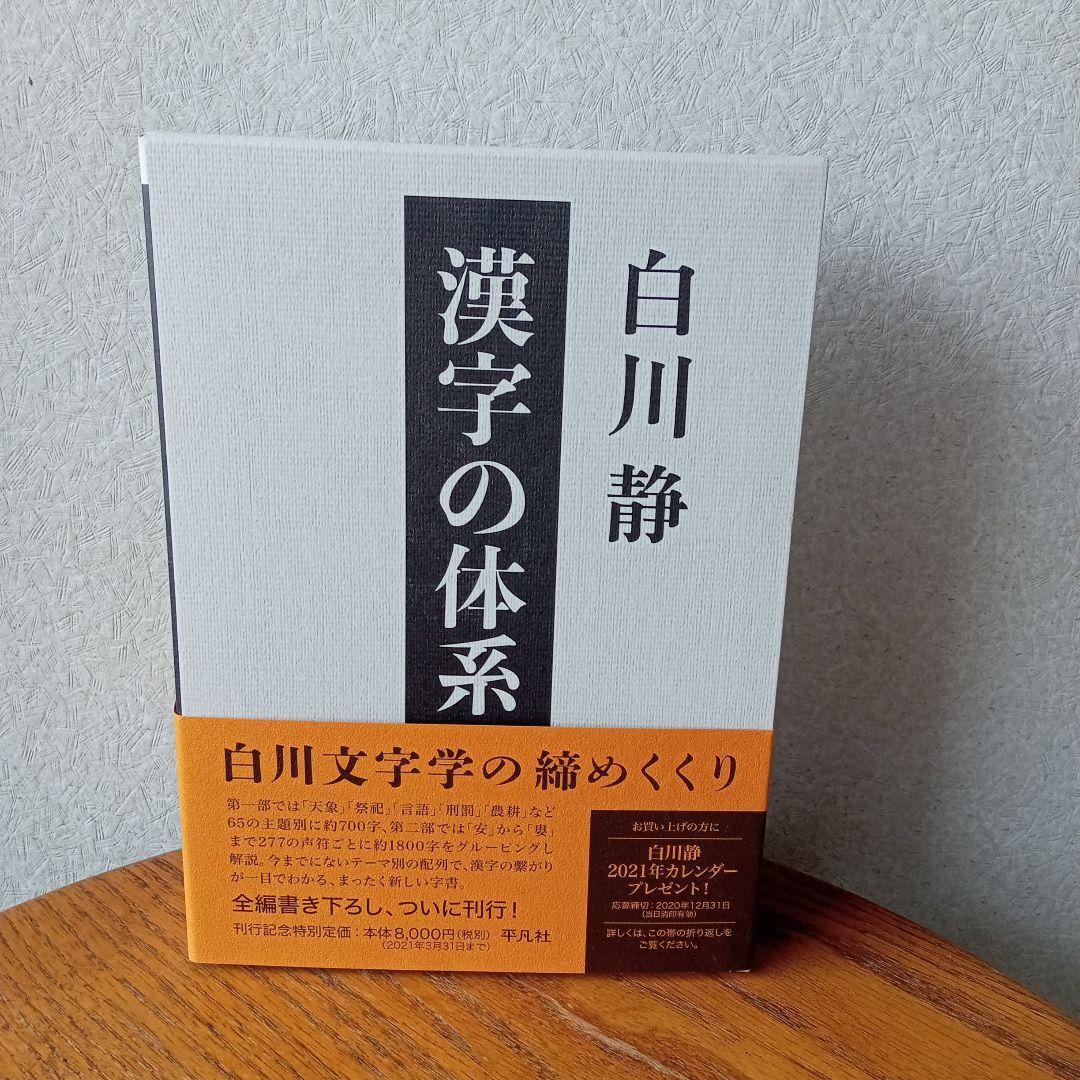 白川静
漢字の体系
白川文字学の締めくくり
第一部では「天象」「祭祀」「言語」「刑罰」「農耕」など
65の主題別に約700字、第二部では「安」から「嬰」
まで277の声符ごとに約1800字をグルーピングし
解説。今までにないテーマ別の配列で、漢字の繫がり
が一目でわかる、まったく新しい字書。
全編書き下ろし、ついに刊行！
刊行記念特別定価：本体8,000円（税別） 平凡社
（2021年3月31日まで）
お買い上げの方に
白川静
2021年カレンダー
プレゼント！
応募締切：2020年12月31日
（当日消印有効）
詳しくは、この帯の折り返しを
ご覧ください。